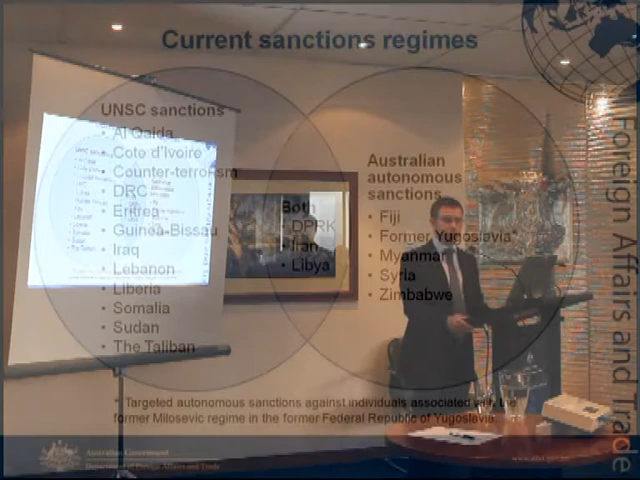 Current sanctions regimes
UNSC sanctions
• Al Qaida
• Cote d'Ivoire
• Counter-terrorism
• DRC
• Eritrea
• Guinea-Bissau
• Iraq
• Lebanon
• Liberia
• Somalia
• Sudan
• The Taliban
Both
• DPRK
• Iran
• Libya
Australian
autonomous
sanctions
• Fiji
• Former Yugoslavia*
• Myanmar
• Syria
• Zimbabwe
* Targeted autonomous sanctions against individuals associated with the
former Milosevic regime in the former Federal Republic of Yugoslavia.
Australian Government
Department of Foreign Affairs and Trade
Foreign Affairs and Trade